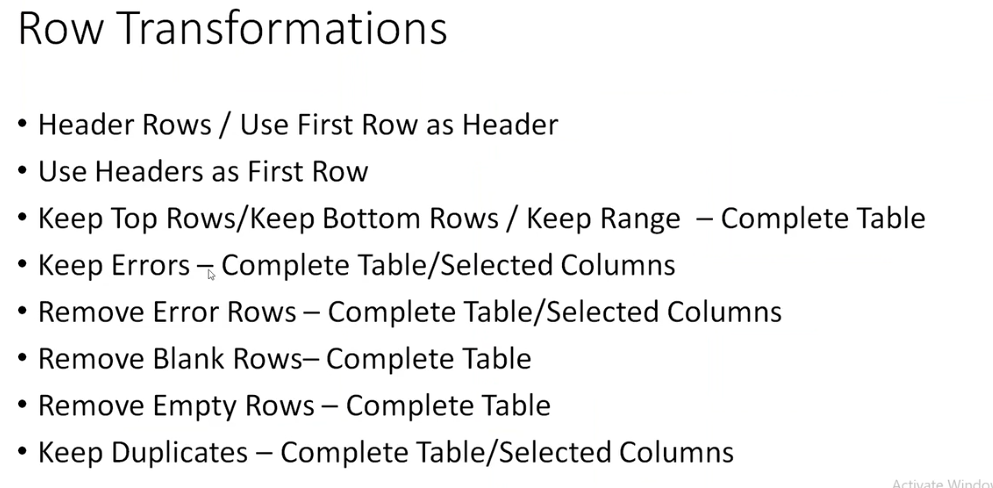 Row Transformations
• Header Rows / Use First Row as Header
• Use Headers as First Row
• Keep Top Rows/Keep Bottom Rows / Keep Range – Complete Table
• Keep Errors – Complete Table/Selected Columns
• Remove Error Rows – Complete Table/Selected Columns
• Remove Blank Rows– Complete Table
• Remove Empty Rows – Complete Table
• Keep Duplicates – Complete Table/Selected Columns
Activate